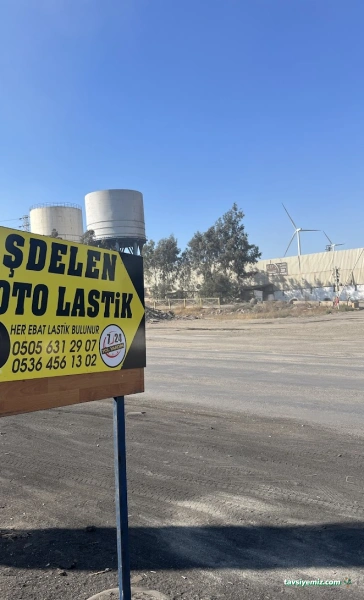 ŞDELEN
OTO LASTİK
HER EBAT LASTİK BULUNUR
0505 631 29 07
0536 456 13 02
7/24
tavsiyemiz.com